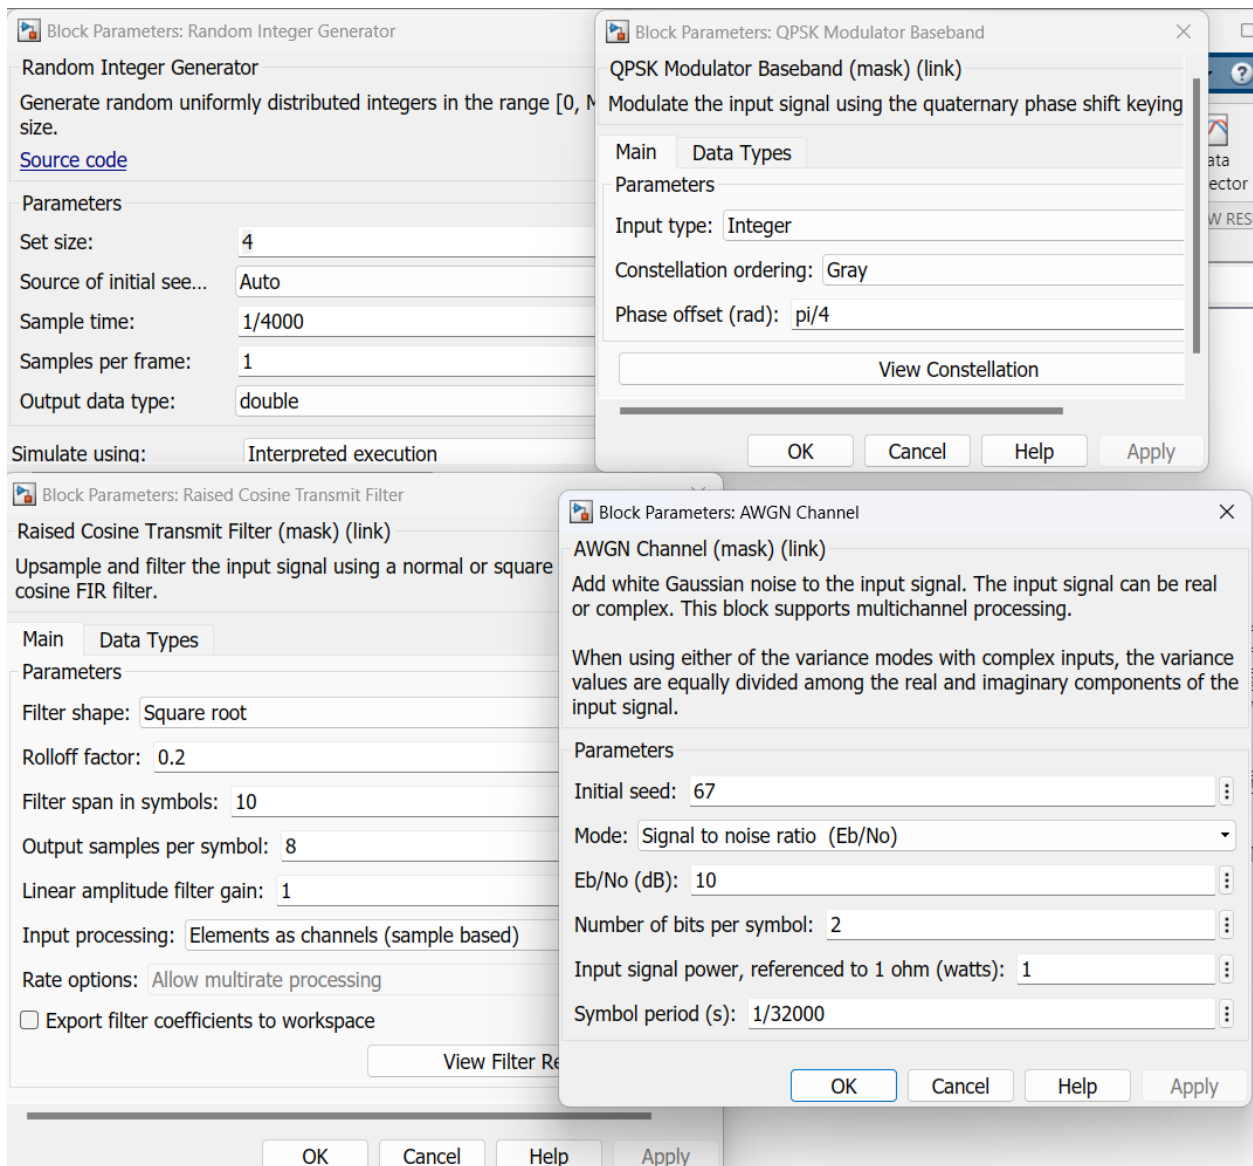 Block Parameters: Random Integer Generator
Random Integer Generator
Generate random uniformly distributed integers in the range [0, M
size.
Source code
Parameters
Set size: 4
Source of initial see... Auto
Sample time: 1/4000
Samples per frame: 1
Output data type: double
Simulate using: Interpreted execution
Block Parameters: QPSK Modulator Baseband
QPSK Modulator Baseband (mask) (link)
Modulate the input signal using the quaternary phase shift keying
Main Data Types
Parameters
Input type: Integer
Constellation ordering: Gray
Phase offset (rad): pi/4
View Constellation
OK Cancel Help Apply
ata
ector
W RES
Block Parameters: Raised Cosine Transmit Filter
Raised Cosine Transmit Filter (mask) (link)
Upsample and filter the input signal using a normal or square
cosine FIR filter.
Main Data Types
Parameters
Filter shape: Square root
Rolloff factor: 0.2
Filter span in symbols: 10
Output samples per symbol: 8
Linear amplitude filter gain: 1
Input processing: Elements as channels (sample based)
Rate options: Allow multirate processing
Export filter coefficients to workspace
View Filter Re
OK Cancel Help Apply
Block Parameters: AWGN Channel
AWGN Channel (mask) (link)
Add white Gaussian noise to the input signal. The input signal can be real
or complex. This block supports multichannel processing.
When using either of the variance modes with complex inputs, the variance
values are equally divided among the real and imaginary components of the
input signal.
Parameters
Initial seed: 67
Mode: Signal to noise ratio (Eb/No)
Eb/No (dB): 10
Number of bits per symbol: 2
Input signal power, referenced to 1 ohm (watts): 1
Symbol period (s): 1/32000
OK Cancel Help Apply